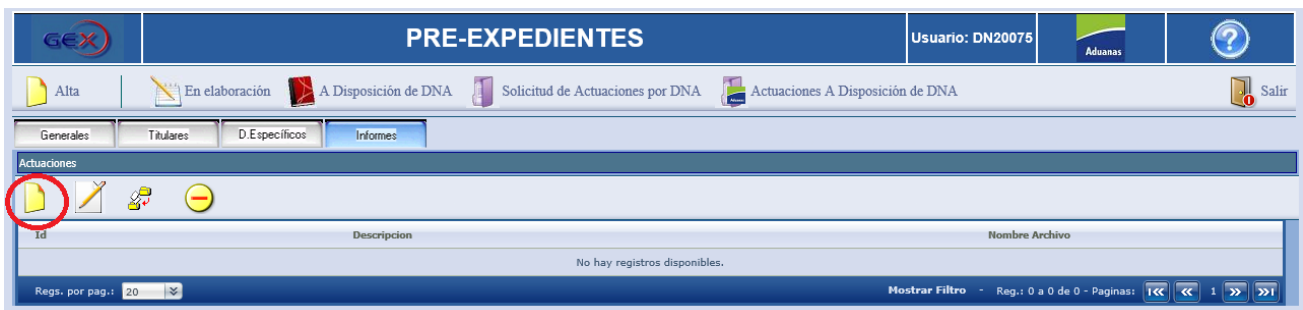 GEX
PRE-EXPEDIENTES
Usuario: DN20075
Aduanas
?
Alta
En elaboración
A Disposición de DNA
Solicitud de Actuaciones por DNA
Actuaciones A Disposición de DNA
Salir
Generales
Titulares
D.Específicos
Informes
Actuaciones
Id
Descripcion
Nombre Archivo
No hay registros disponibles.
Regs. por pag.: 20
Mostrar Filtro - Reg.: 0 a 0 de 0 - Paginas: 1